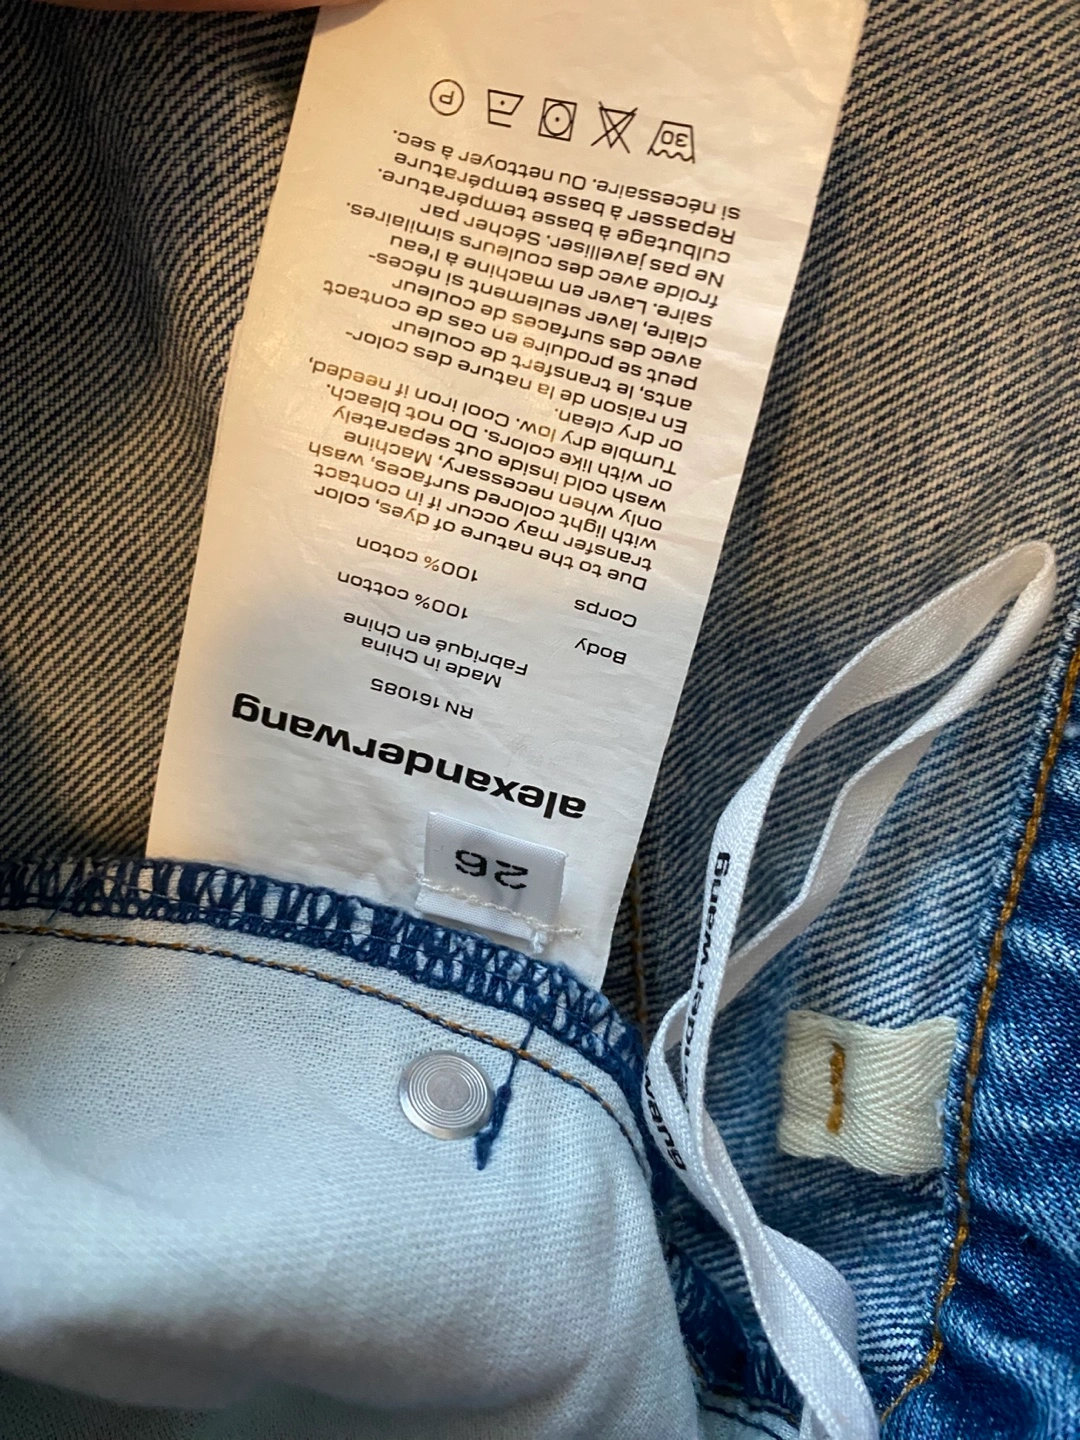 26
alexanderwang
RN 161085
Made in China
Fabriqué en Chine
Body 100% cotton
Corps 100% coton
Due to the nature of dyes, color
transfer may occur if in contact
with light colored surfaces, wash
only when necessary, Machine
wash cold inside out separately
or with like colors. Do not bleach.
Tumble dry low. Cool iron if needed,
or dry clean.
En raison de la nature des color-
ants, le transfert de couleur
peut se produire en cas de contact
avec des surfaces de couleur
claire, laver seulement si néces-
saire. Laver en machine à l'eau
froide avec des couleurs similaires.
Ne pas javelliser. Sécher par
culbutage à basse température.
Repasser à basse température
si nécessaire. Ou nettoyer à sec.
30
P